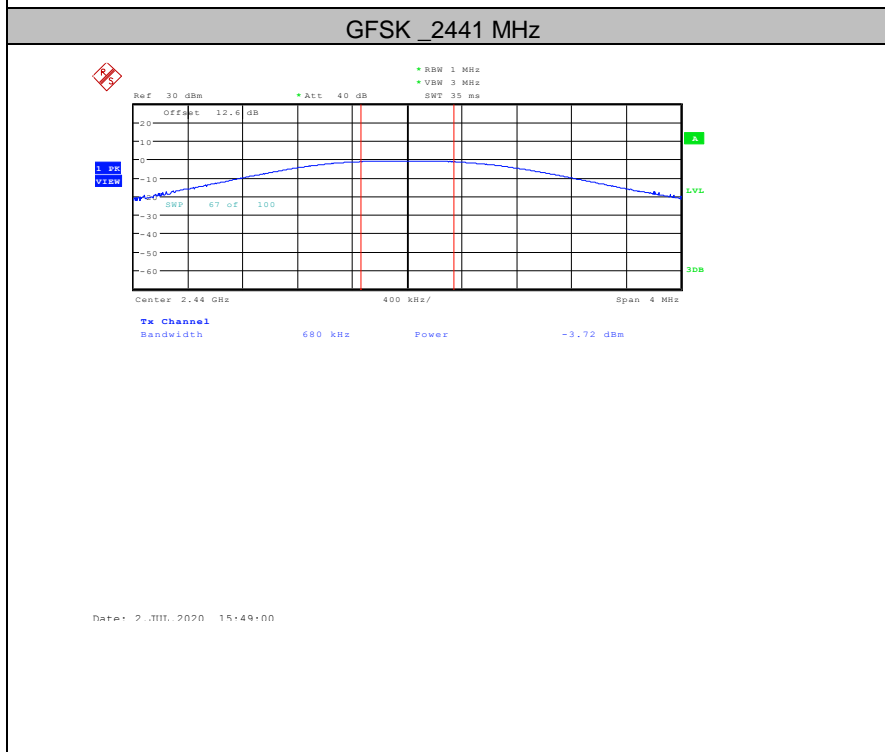 GFSK _2441 MHz
R S
* RBW 1 MHz
* VBW 3 MHz
Ref 30 dBm * Att 40 dB SWT 35 ms
Offset 12.6 dB
20
10
A
0
1 PK
VIEW
-10
-20
LVL
SWP 67 of 100
-30
-40
-50
-60
3DB
Center 2.44 GHz 400 kHz/ Span 4 MHz
Tx Channel
Bandwidth 680 kHz Power -3.72 dBm
Date: 2.JUL.2020 15:49:00